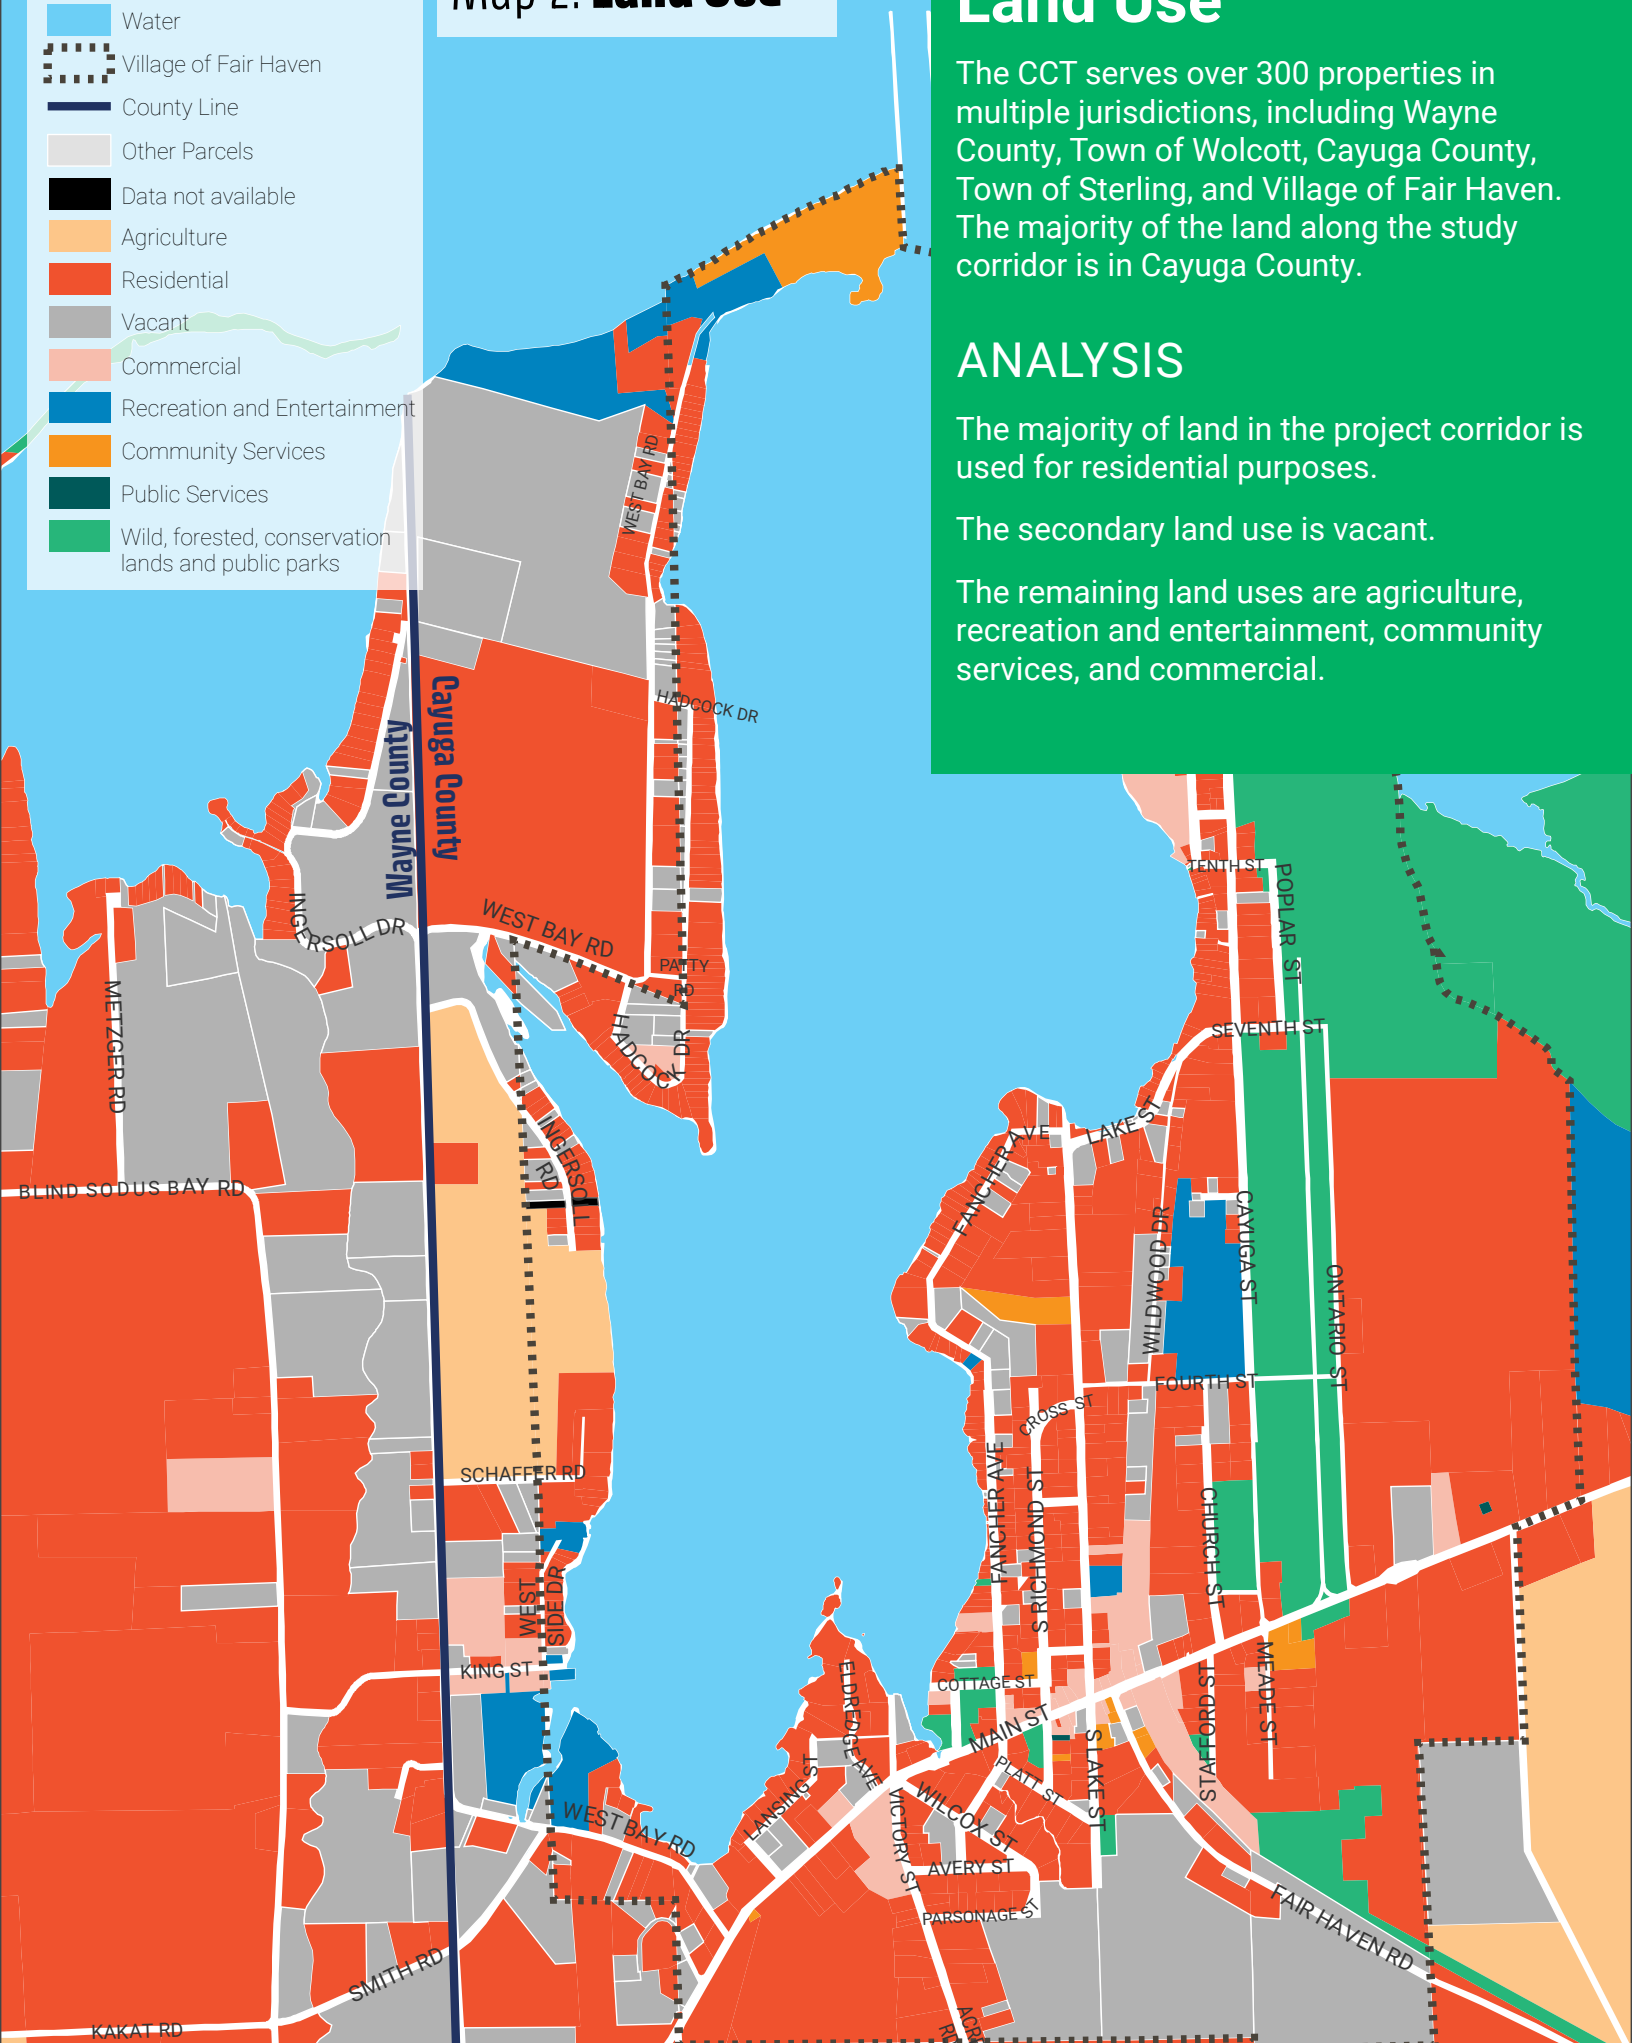 Map 2: Land Use
Water
Village of Fair Haven
County Line
Other Parcels
Data not available
Agriculture
Residential
Vacant
Commercial
Recreation and Entertainment
Community Services
Public Services
Wild, forested, conservation
lands and public parks
Land Use
The CCT serves over 300 properties in
multiple jurisdictions, including Wayne
County, Town of Wolcott, Cayuga County,
Town of Sterling, and Village of Fair Haven.
The majority of the land along the study
corridor is in Cayuga County.
ANALYSIS
The majority of land in the project corridor is
used for residential purposes.
The secondary land use is vacant.
The remaining land uses are agriculture,
recreation and entertainment, community
services, and commercial.
WEST BAY RD
HADCOCK DR
Wayne County
Cayuga County
INGERSOLL DR
WEST BAY RD
PATTY
RD
HADCOCK DR
METZGER RD
BLIND SODUS BAY RD
INGERSOLL
RD
TENTH ST
POPLAR ST
SEVENTH ST
LAKE ST
FANCHER AVE
WILDWOOD DR
CAYUGA ST
ONTARIO ST
FOURTH ST
CROSS ST
FANCHER AVE
S RICHMOND ST
CHURCH ST
SCHAFFER RD
WEST
SIDE DR
KING ST
COTTAGE ST
MAIN ST
ELDREDGE AVE
LANSING ST
VICTORY ST
WILCOX ST
PLATT ST
S LAKE ST
STAFFORD ST
MEADE ST
WEST BAY RD
AVERY ST
PARSONAGE ST
FAIR HAVEN RD
SMITH RD
KAKAT RD
ACRE
RD